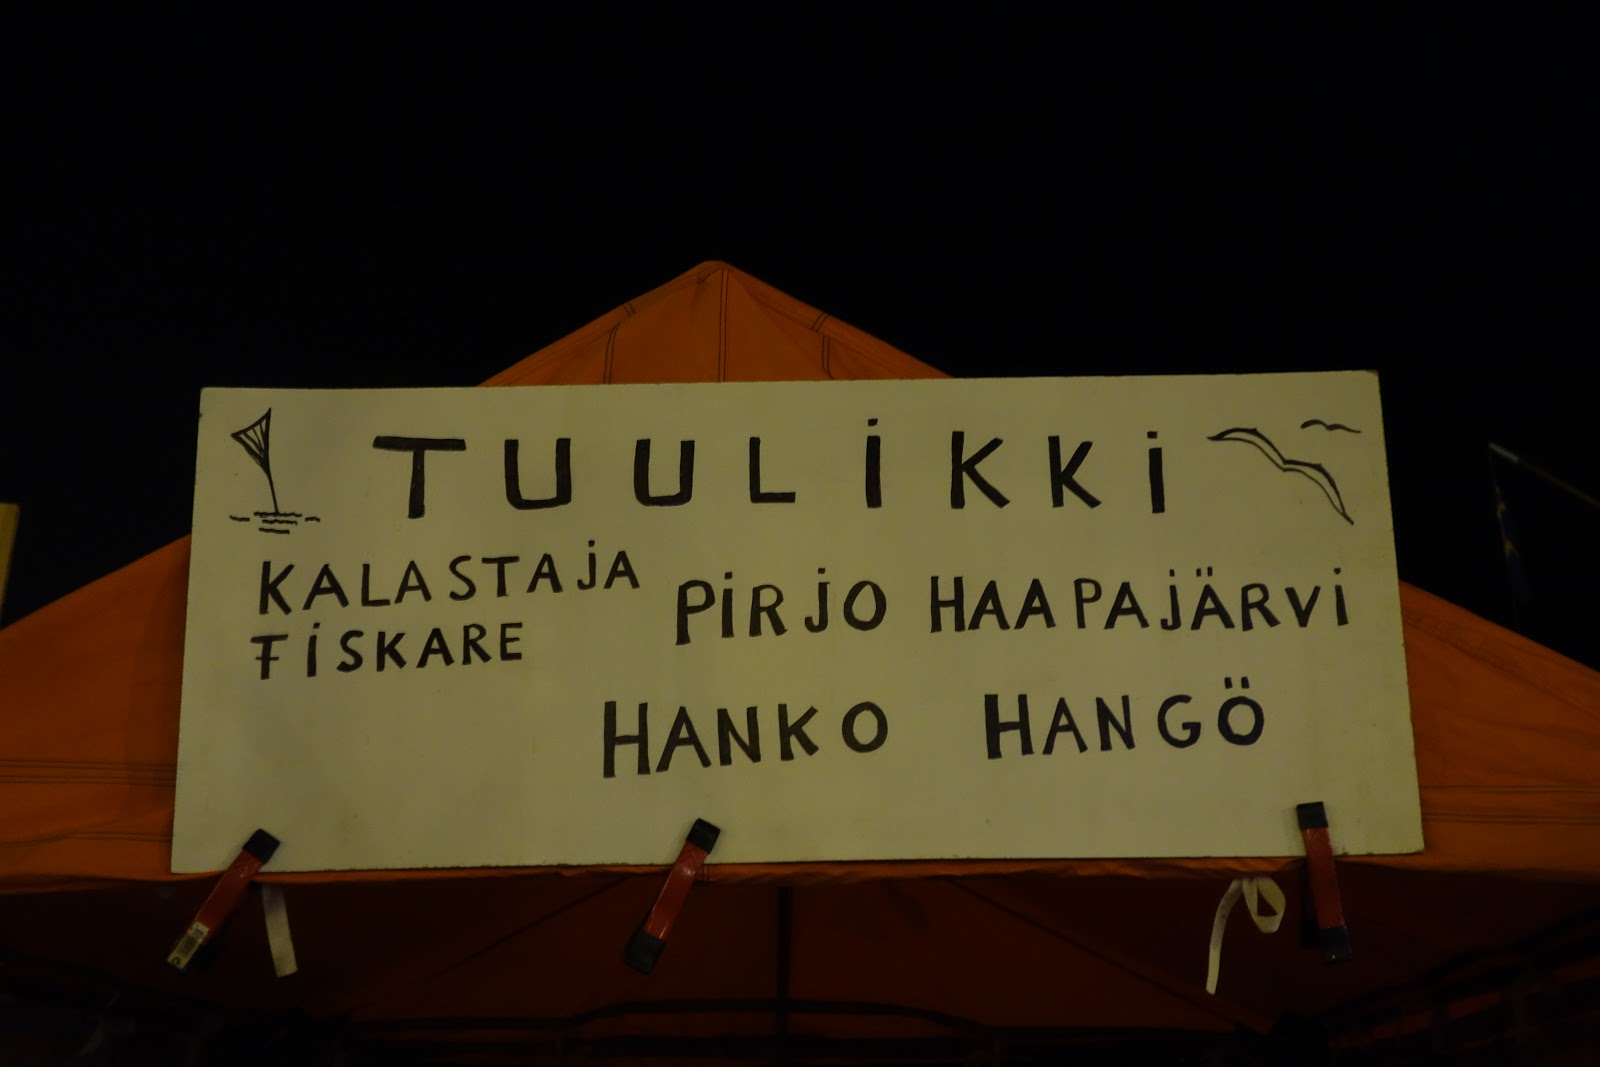 TUULiKKi
KALASTAjA
FiSKARE
PiRjO HAAPAjÄRVi
HANKO HANGÖ